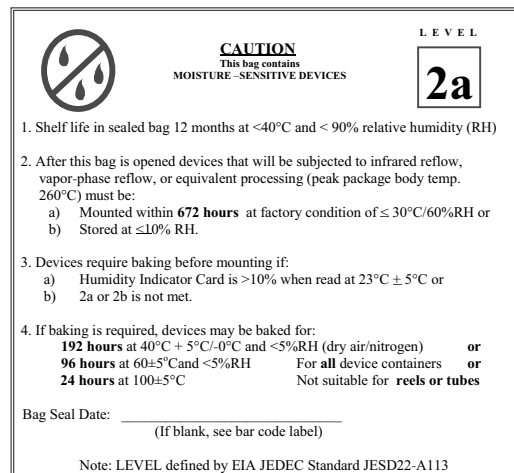 LEVEL
CAUTION
This bag contains
MOISTURE –SENSITIVE DEVICES
2a
1. Shelf life in sealed bag 12 months at <40°C and < 90% relative humidity (RH)
2. After this bag is opened devices that will be subjected to infrared reflow,
vapor-phase reflow, or equivalent processing (peak package body temp.
260°C) must be:
a) Mounted within 672 hours at factory condition of ≤ 30°C/60%RH or
b) Stored at ≤10% RH.
3. Devices require baking before mounting if:
a) Humidity Indicator Card is >10% when read at 23°C ± 5°C or
b) 2a or 2b is not met.
4. If baking is required, devices may be baked for:
192 hours at 40°C + 5°C/-0°C and <5%RH (dry air/nitrogen) or
96 hours at 60±5°Cand <5%RH For all device containers or
24 hours at 100±5°C Not suitable for reels or tubes
Bag Seal Date: ______________________________
(If blank, see bar code label)
Note: LEVEL defined by EIA JEDEC Standard JESD22-A113